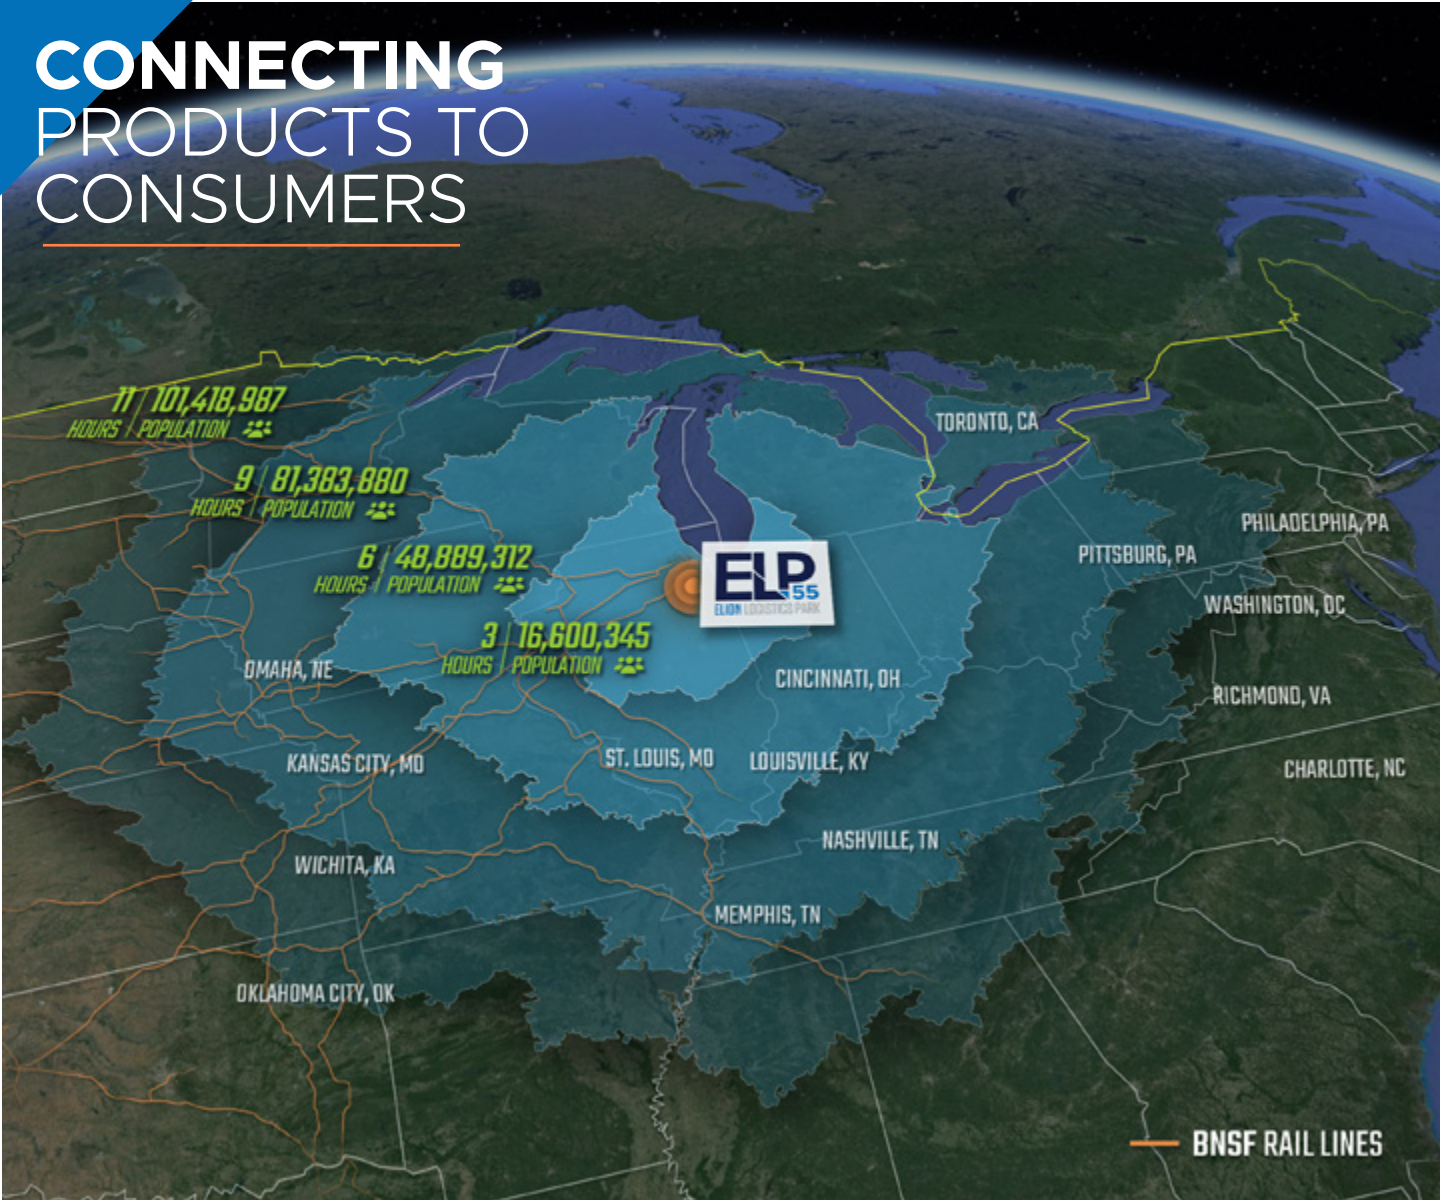 CONNECTING
PRODUCTS TO
CONSUMERS
11 101,418,987
HOURS POPULATION
9 81,383,880
HOURS POPULATION
6 48,889,312
HOURS POPULATION
3 16,600,345
HOURS POPULATION
ELP
55
ELION LOGISTICS PARK
TORONTO, CA
PHILADELPHIA, PA
PITTSBURG, PA
WASHINGTON, DC
OMAHA, NE
CINCINNATI, OH
RICHMOND, VA
KANSAS CITY, MO
ST. LOUIS, MO
LOUISVILLE, KY
CHARLOTTE, NC
NASHVILLE, TN
WICHITA, KA
MEMPHIS, TN
OKLAHOMA CITY, OK
BNSF RAIL LINES